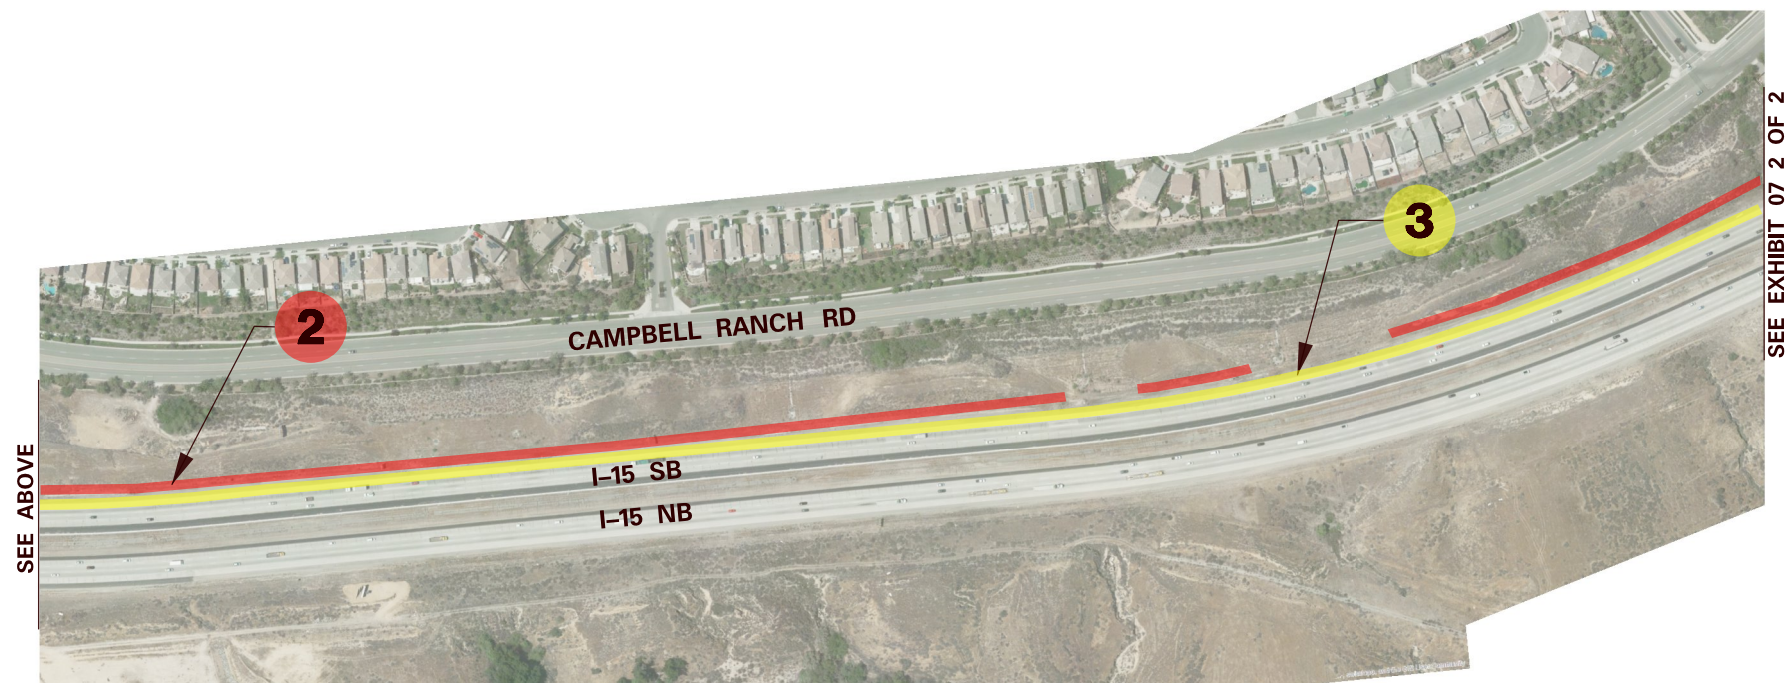 SEE EXHIBIT 07 2 OF 2
3
2
CAMPBELL RANCH RD
SEE ABOVE
I-15 SB
I-15 NB